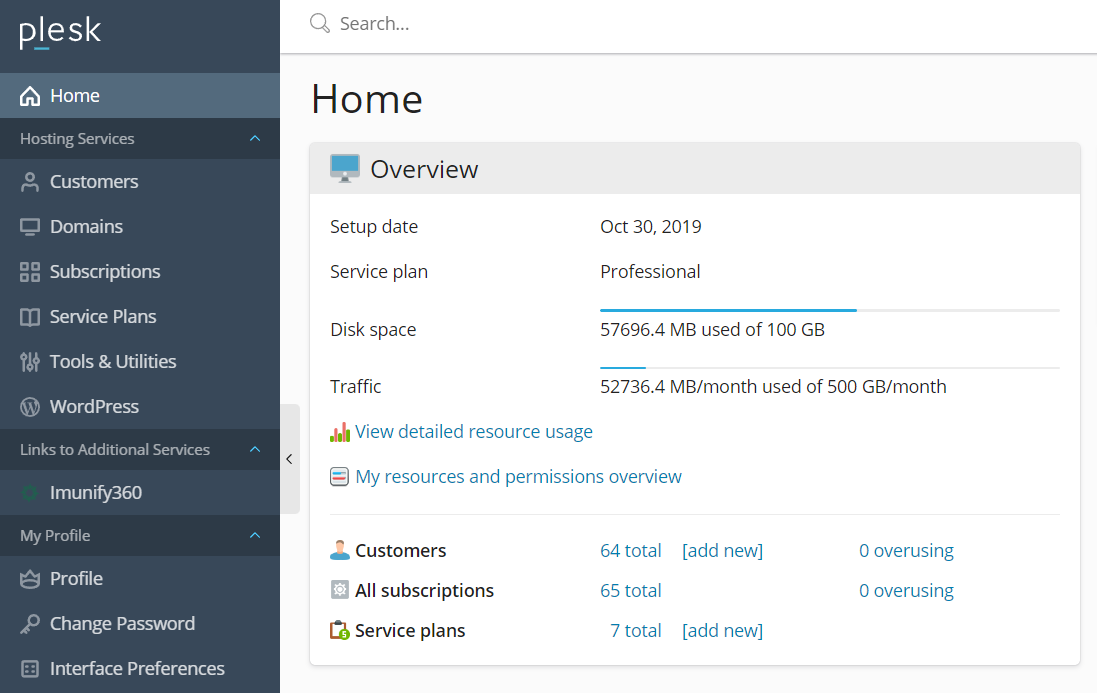 plesk
Search...
Home
Hosting Services
Customers
Domains
Subscriptions
Service Plans
Tools & Utilities
WordPress
Links to Additional Services
Imunify360
My Profile
Profile
Change Password
Interface Preferences
Home
Overview
Setup date Oct 30, 2019
Service plan Professional
Disk space 57696.4 MB used of 100 GB
Traffic 52736.4 MB/month used of 500 GB/month
View detailed resource usage
My resources and permissions overview
Customers 64 total [add new] 0 overusing
All subscriptions 65 total 0 overusing
Service plans 7 total [add new]